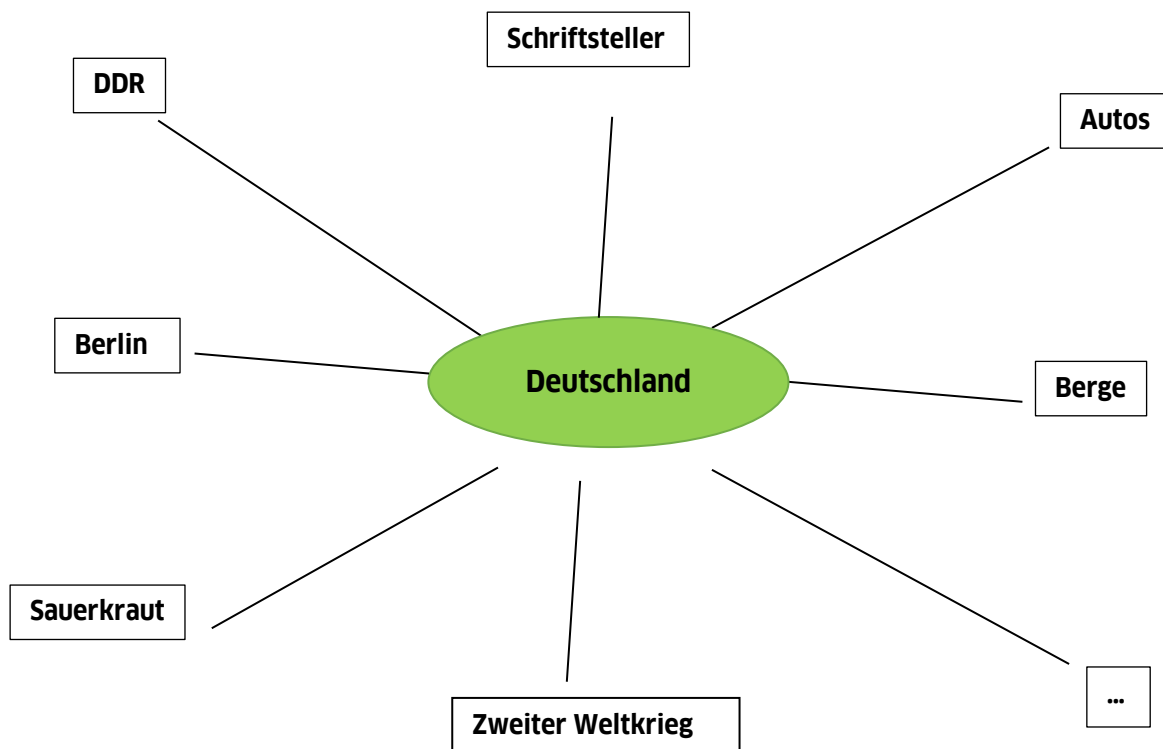 Schriftsteller
DDR
Autos
Berlin
Deutschland
Berge
Sauerkraut
...
Zweiter Weltkrieg